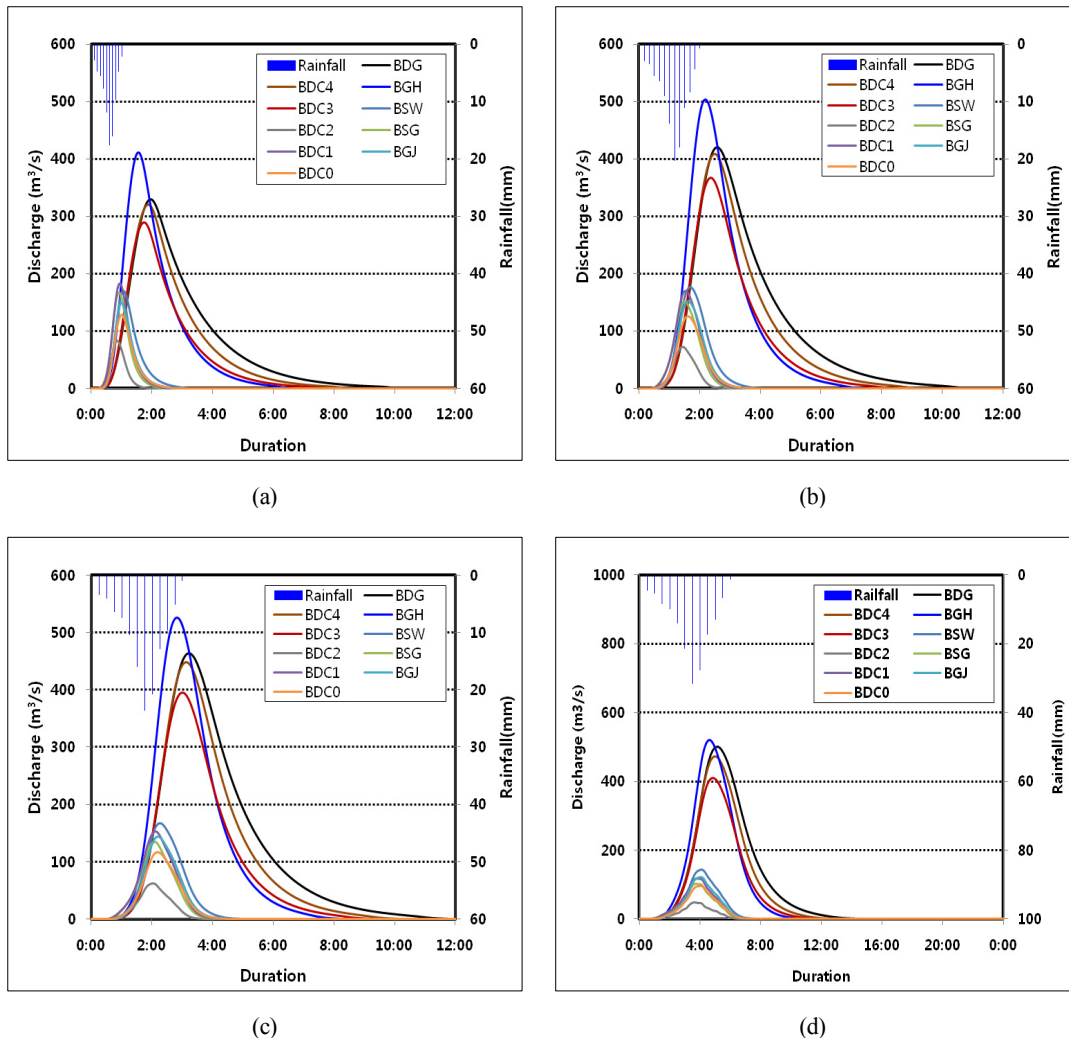 600
500
400
300
200
100
0
Discharge (m³/s)
0
10
20
30
40
50
60
Rainfall(mm)
Rainfall BDG
BDC4 BGH
BDC3 BSW
BDC2 BSG
BDC1 BGJ
BDC0
0:00 2:00 4:00 6:00 8:00 10:00 12:00
Duration
(a)
600
500
400
300
200
100
0
Discharge (m³/s)
0
10
20
30
40
50
60
Rainfall(mm)
Rainfall BDG
BDC4 BGH
BDC3 BSW
BDC2 BSG
BDC1 BGJ
BDC0
0:00 2:00 4:00 6:00 8:00 10:00 12:00
Duration
(b)
600
500
400
300
200
100
0
Discharge (m³/s)
0
10
20
30
40
50
60
Rainfall(mm)
Rainfall BDG
BDC4 BGH
BDC3 BSW
BDC2 BSG
BDC1 BGJ
BDC0
0:00 2:00 4:00 6:00 8:00 10:00 12:00
Duration
(c)
1000
800
600
400
200
0
Discharge (m3/s)
0
20
40
60
80
100
Rainfall(mm)
Railfall BDG
BDC4 BGH
BDC3 BSW
BDC2 BSG
BDC1 BGJ
BDC0
0:00 4:00 8:00 12:00 16:00 20:00 0:00
Duration
(d)